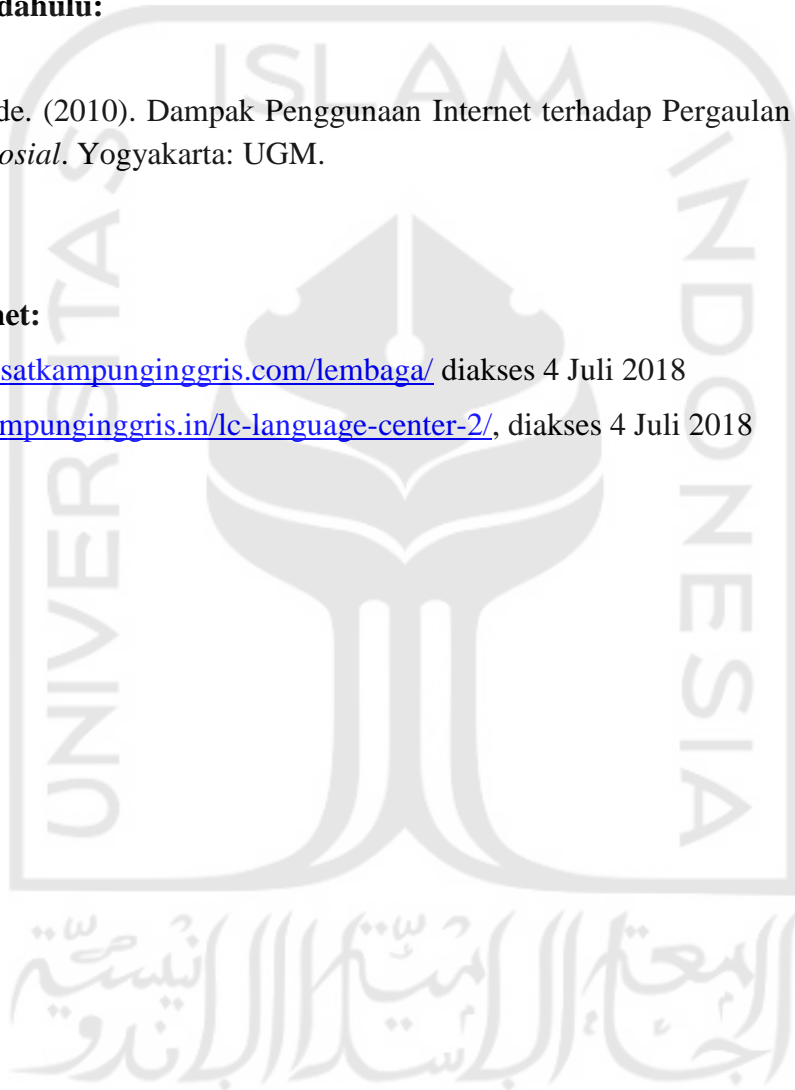 dahulu:
ISLAM
de. (2010). Dampak Penggunaan Internet terhadap Pergaulan
osial. Yogyakarta: UGM.
net:
satkampunginggris.com/lembaga/ diakses 4 Juli 2018
mpunginggris.in/lc-language-center-2/, diakses 4 Juli 2018
UNIVERSITAS
INDONESIA